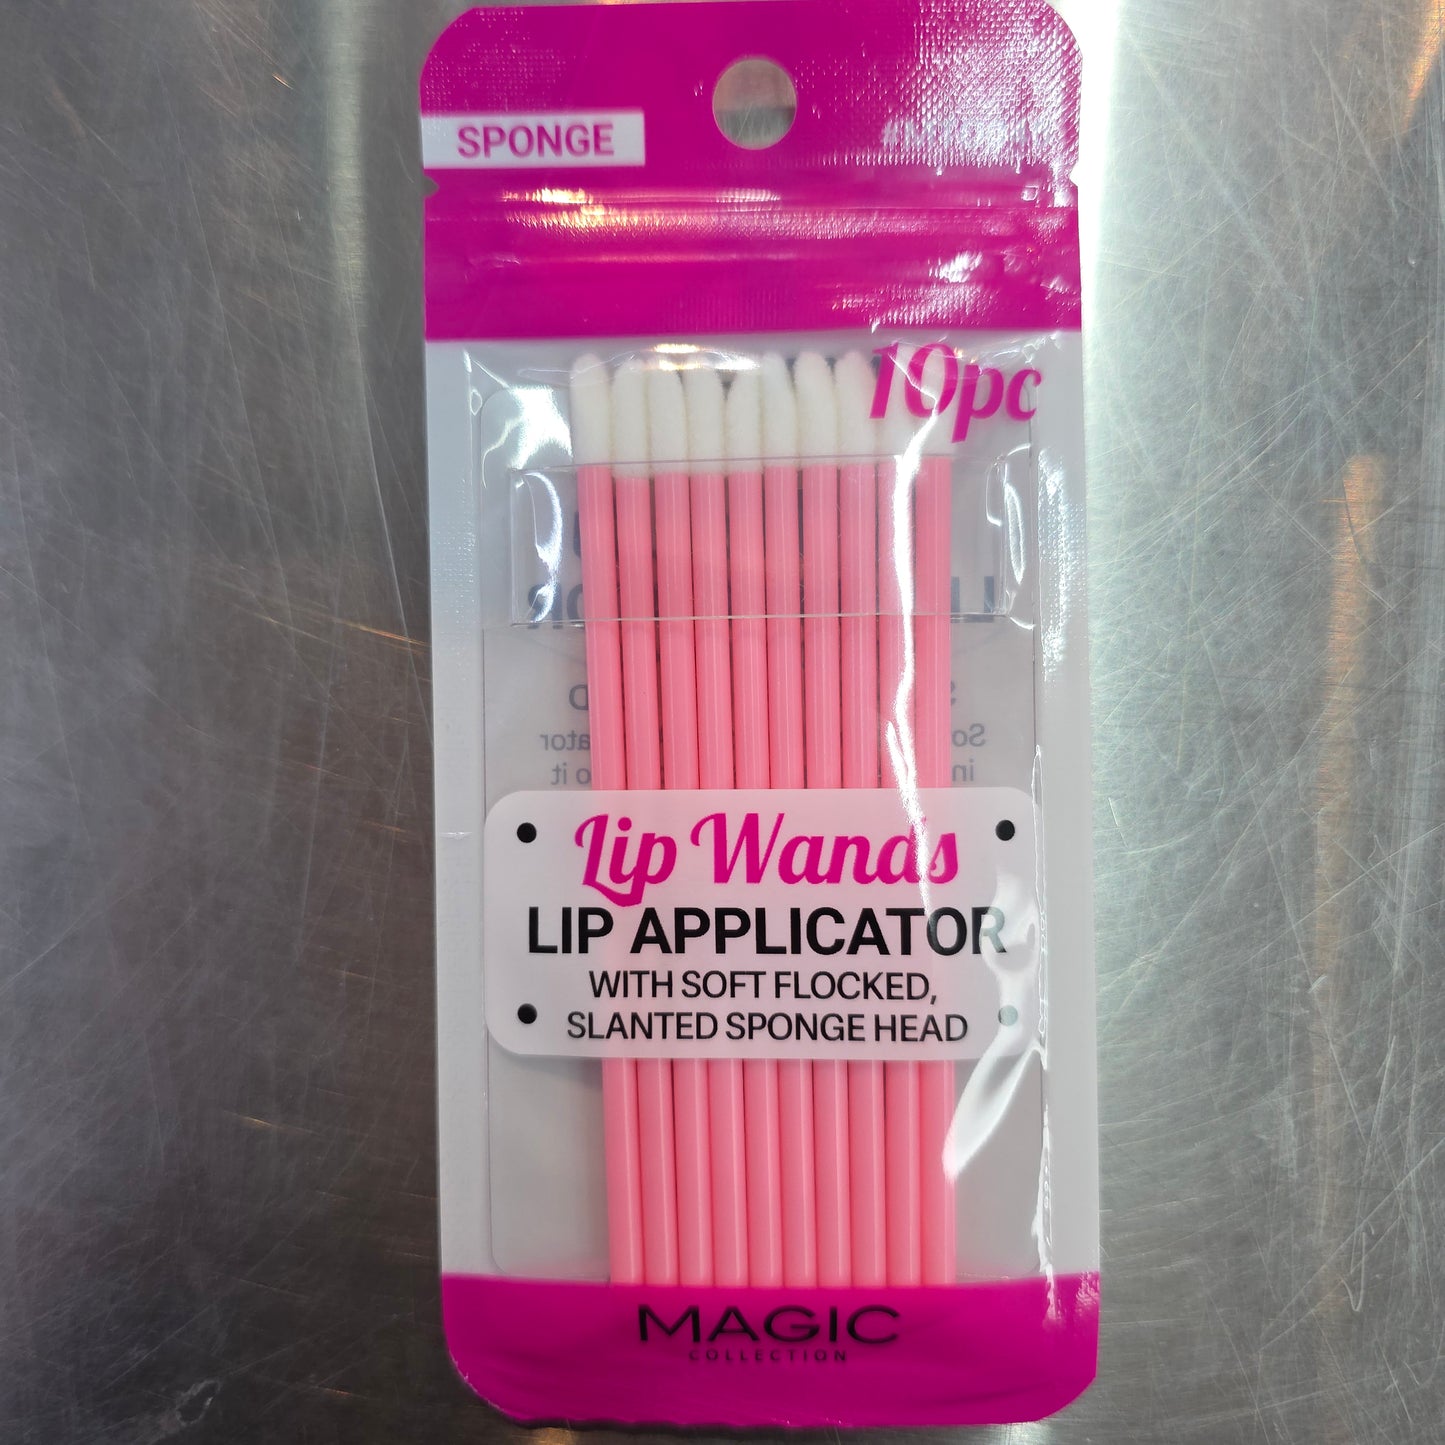 SPONGE
10pc
Lip Wands
LIP APPLICATOR
WITH SOFT FLOCKED,
SLANTED SPONGE HEAD
MAGIC
COLLECTION